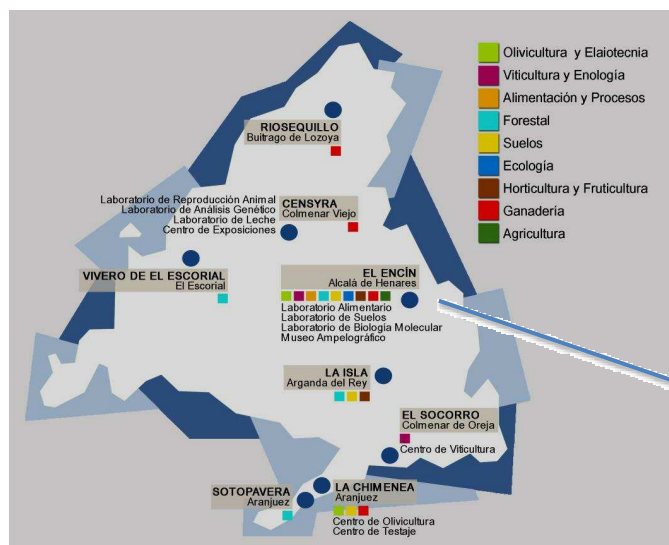 Olivicultura y Elaiotecnia
Viticultura y Enología
Alimentación y Procesos
Forestal
Suelos
Ecología
Horticultura y Fruticultura
Ganadería
Agricultura
RIOSEQUILLO
Buitrago de Lozoya
Laboratorio de Reproducción Animal
Laboratorio de Análisis Genético
Laboratorio de Leche
Centro de Exposiciones
CENSYRA
Colmenar Viejo
VIVERO DE EL ESCORIAL
El Escorial
EL ENCÍN
Alcalá de Henares
Laboratorio Alimentario
Laboratorio de Suelos
Laboratorio de Biología Molecular
Museo Ampelográfico
LA ISLA
Arganda del Rey
EL SOCORRO
Colmenar de Oreja
Centro de Viticultura
SOTOPAVERA
Aranjuez
LA CHIMENEA
Aranjuez
Centro de Olivicultura
Centro de Testaje